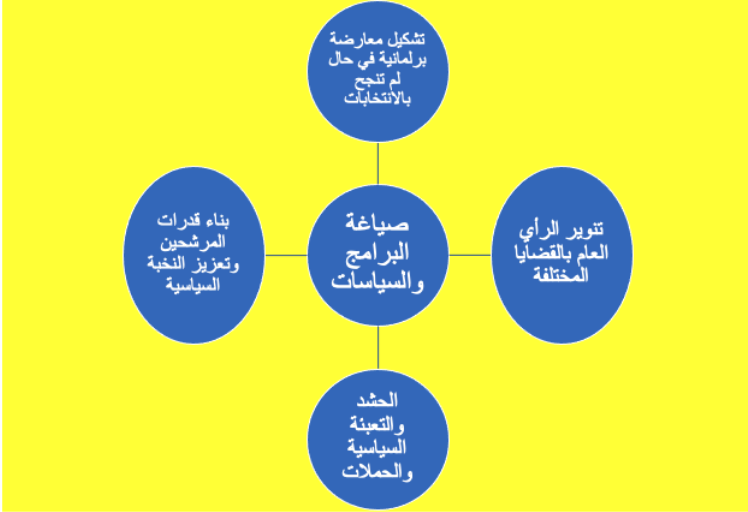 تشكيل معارضة
برلمانية في حال
لم تنجح
بالانتخابات
تنوير الرأي
العام بالقضايا
المختلفة
صياغة
البرامج
والسياسات
بناء قدرات
المرشحين
وتعزيز النخبة
السياسية
الحشد
والتعبئة
السياسية
والحملات